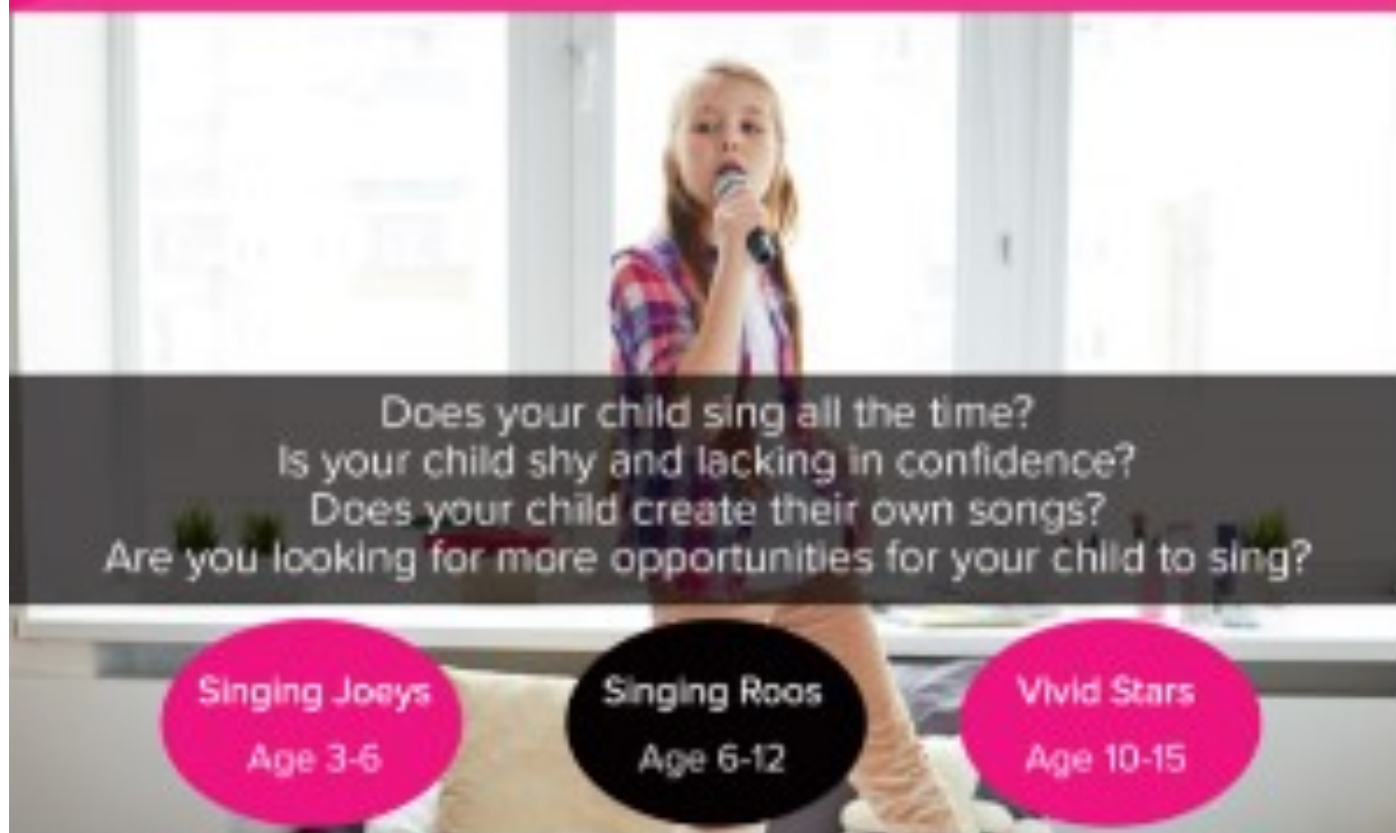 Does your child sing all the time?
Is your child shy and lacking in confidence?
Does your child create their own songs?
Are you looking for more opportunities for your child to sing?
Singing Joeys
Age 3-6
Singing Roos
Age 6-12
Vivid Stars
Age 10-15